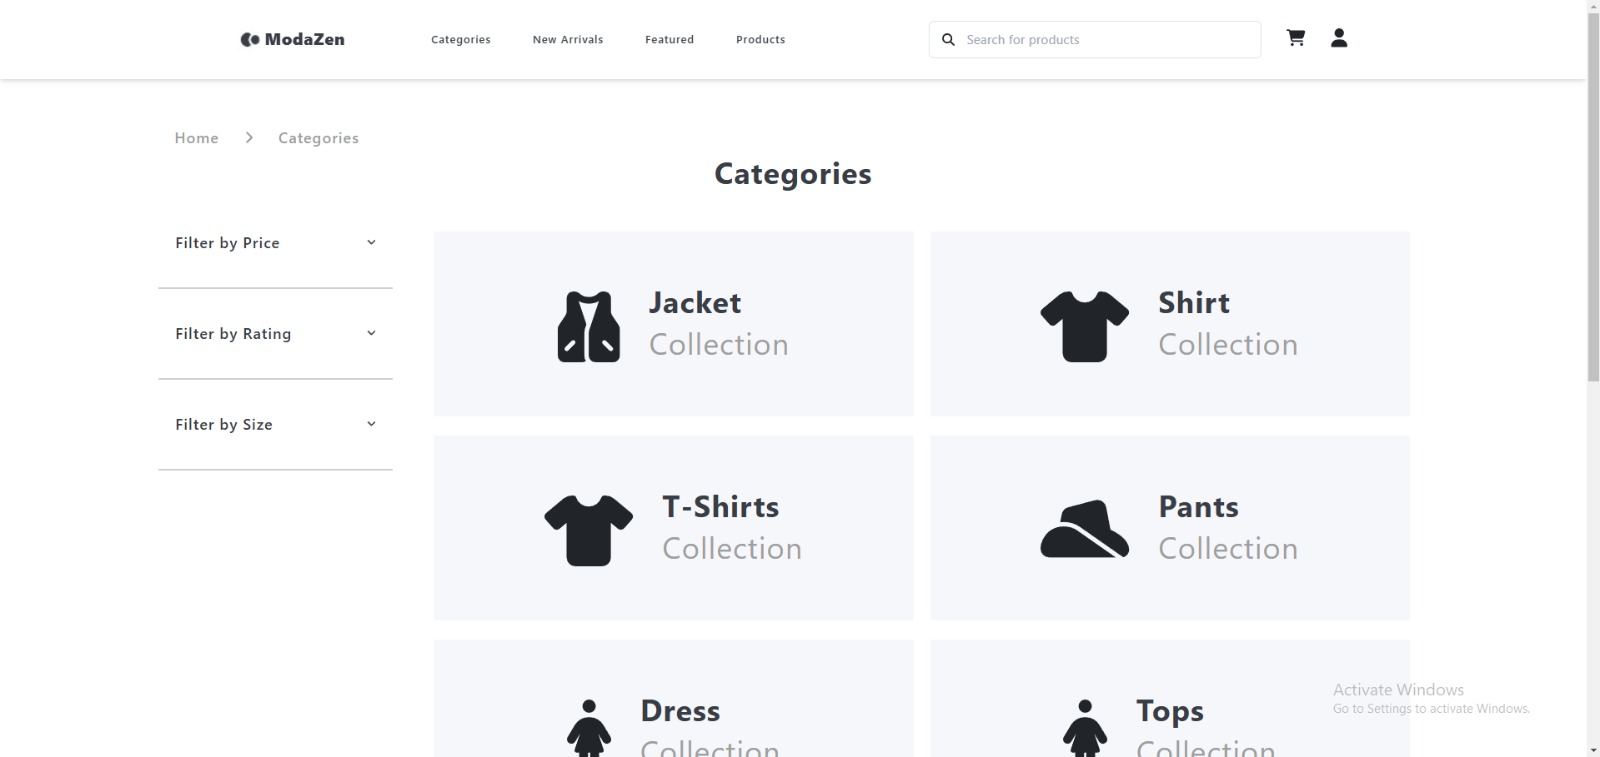 ModaZen
Categories
New Arrivals
Featured
Products
Search for products
Home
Categories
Categories
Filter by Price
Filter by Rating
Filter by Size
Jacket
Collection
Shirt
Collection
T-Shirts
Collection
Pants
Collection
Dress
Collection
Tops
Collection
Activate Windows
Go to Settings to activate Windows.